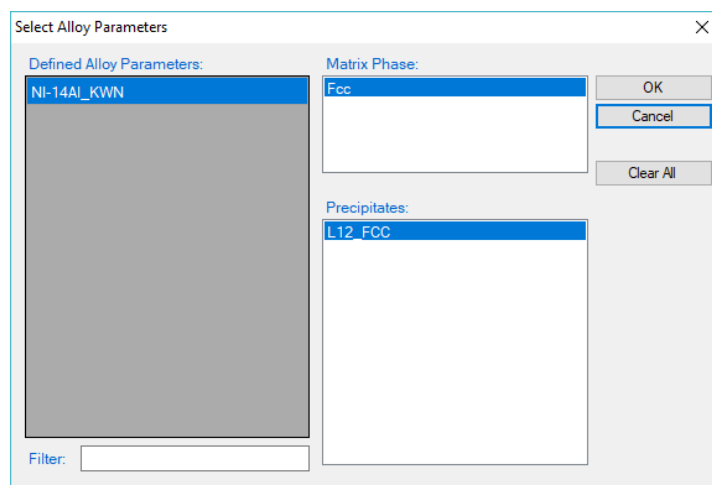 Select Alloy Parameters
Defined Alloy Parameters:
NI-14Al_KWN
Filter:
Matrix Phase:
Fcc
Precipitates:
L12_FCC
OK
Cancel
Clear All